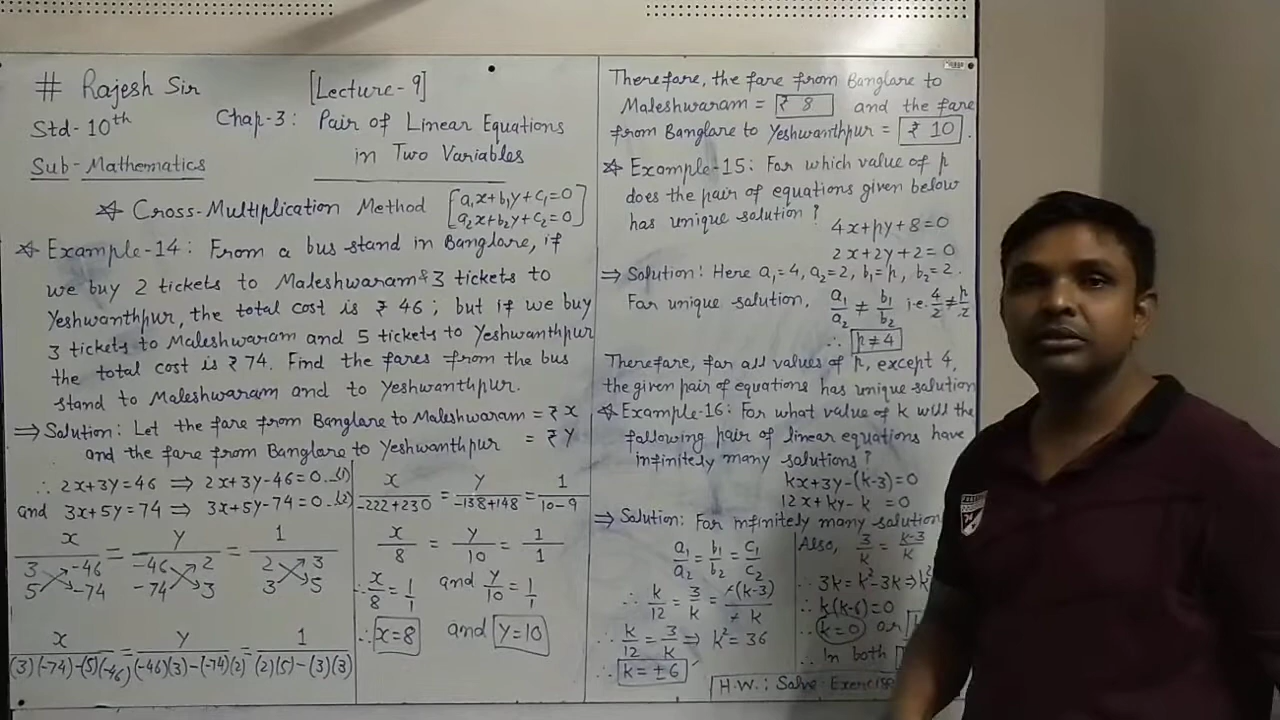 # Rajesh Sir [Lecture-9]
Std-10th Chap-3: Pair of Linear Equations
Sub-Mathematics in Two Variables
☆ Cross-Multiplication Method [a₁x+b₁y+c₁=0
a₂x+b₂y+c₂=0]
☆ Example-14: From a bus stand in Banglare, if
we buy 2 tickets to Maleshwaram & 3 tickets to
Yeshwanthpur, the total cost is ₹ 46; but if we buy
3 tickets to Maleshwaram and 5 tickets to Yeshwanthpur
the total cost is ₹ 74. Find the fares from the bus
stand to Maleshwaram and to Yeshwanthpur.
⇒ Solution: Let the fare from Banglare to Maleshwaram = ₹ x
and the fare from Banglare to Yeshwanthpur = ₹ y
∴ 2x+3y=46 ⇒ 2x+3y-46=0...(1)
and 3x+5y=74 ⇒ 3x+5y-74=0...(2)
x = y = 1
3 -46 -46 2 2 3
5 -74 -74 3 3 5
x = y = 1
(3)(-74)-(5)(-46) (-46)(3)-(-74)(2) (2)(5)-(3)(3)
x/(-222+230) = y/(-138+148) = 1/(10-9)
x/8 = y/10 = 1/1
∴ x/8 = 1/1 and y/10 = 1/1
∴ x=8 and y=10
Therefare, the fare from Banglare to
Maleshwaram = ₹ 8 and the fare
from Banglare to Yeshwanthpur = ₹ 10.
☆ Example-15: For which value of p
does the pair of equations given below
has unique solution?
4x+py+8=0
2x+2y+2=0
⇒ Solution: Here a₁=4, a₂=2, b₁=p, b₂=2.
For unique solution, a₁/a₂ ≠ b₁/b₂ i.e. 4/2 ≠ p/2
∴ p≠4
Therefare, far all values of p, except 4,
the given pair of equations has unique solution
☆ Example-16: For what value of k will the
following pair of linear equations have
infinitely many solutions?
kx+3y-(k-3)=0
12x+ky-k =0
⇒ Solution: For infinitely many solution
a₁/a₂ = b₁/b₂ = c₁/c₂
∴ k/12 = 3/k = -(k-3)/-k
∴ k/12 = 3/k ⇒ k²=36
∴ k=±6
Also, 3/k = k-3/k
∴ 3k=k²-3k⇒k²
∴ k(k-6)=0
∴ k=0 or
∴ In both
H.W.: Solve